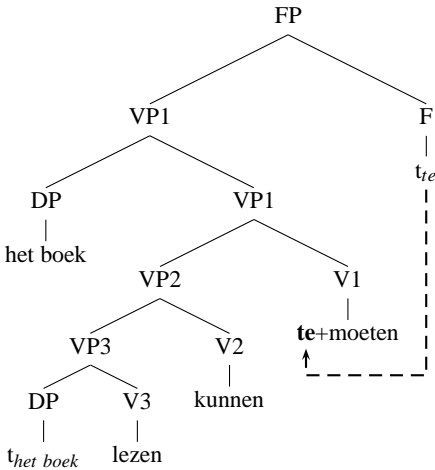 FP
VP1 F
t_te
DP VP1
het boek
VP2 V1
te+moeten
VP3 V2
kunnen
DP V3
t_het boek lezen